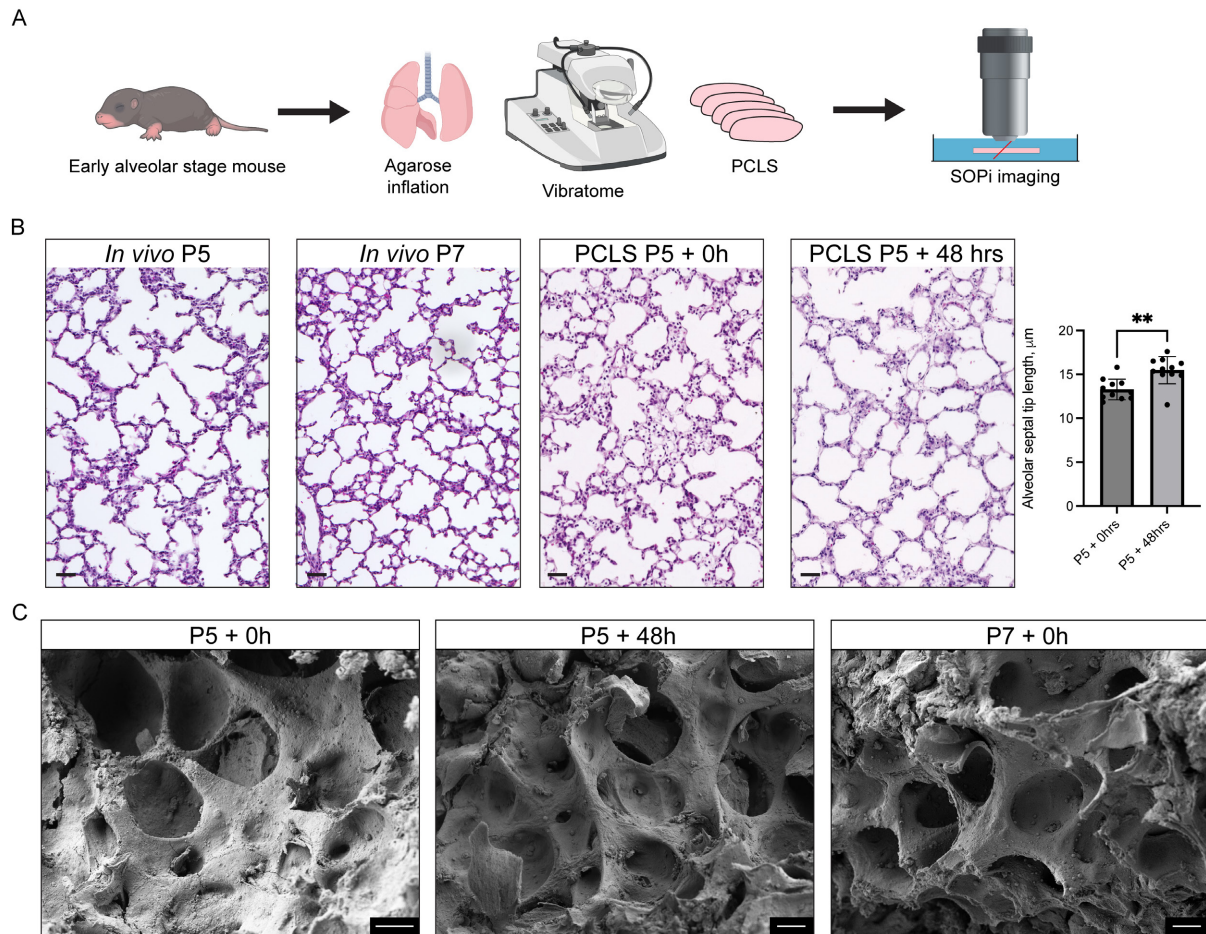 A
Early alveolar stage mouse
Agarose
inflation
Vibratome
PCLS
SOPi imaging
B
In vivo P5
In vivo P7
PCLS P5 + 0h
PCLS P5 + 48 hrs
Alveolar septal tip length, μm
20
15
10
5
0
**
P5 + 0hrs
P5 + 48hrs
C
P5 + 0h
P5 + 48h
P7 + 0h